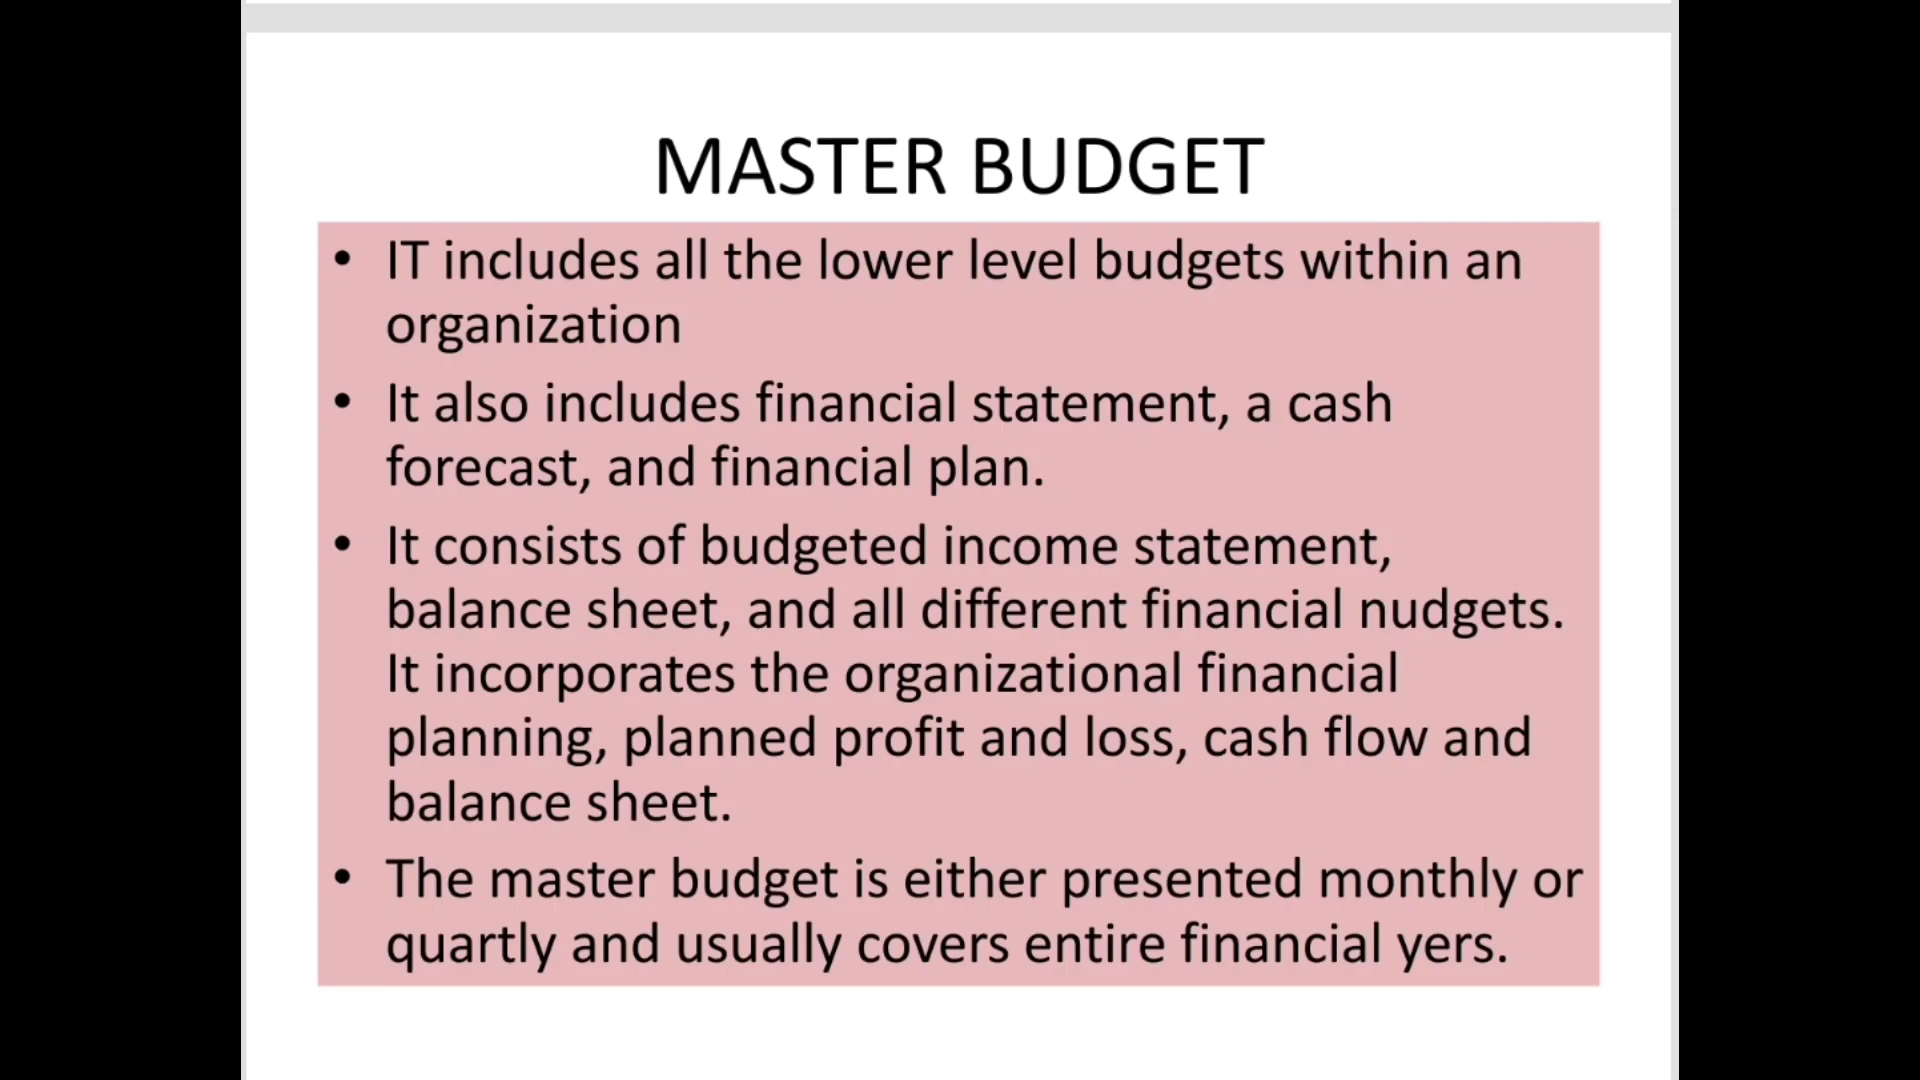 MASTER BUDGET
• IT includes all the lower level budgets within an
organization
• It also includes financial statement, a cash
forecast, and financial plan.
• It consists of budgeted income statement,
balance sheet, and all different financial nudgets.
It incorporates the organizational financial
planning, planned profit and loss, cash flow and
balance sheet.
• The master budget is either presented monthly or
quartly and usually covers entire financial yers.